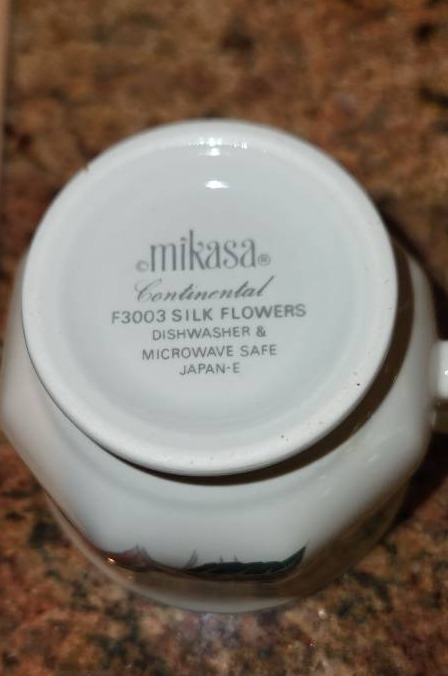 ©mikasa®
Continental
F3003 SILK FLOWERS
DISHWASHER &
MICROWAVE SAFE
JAPAN-E